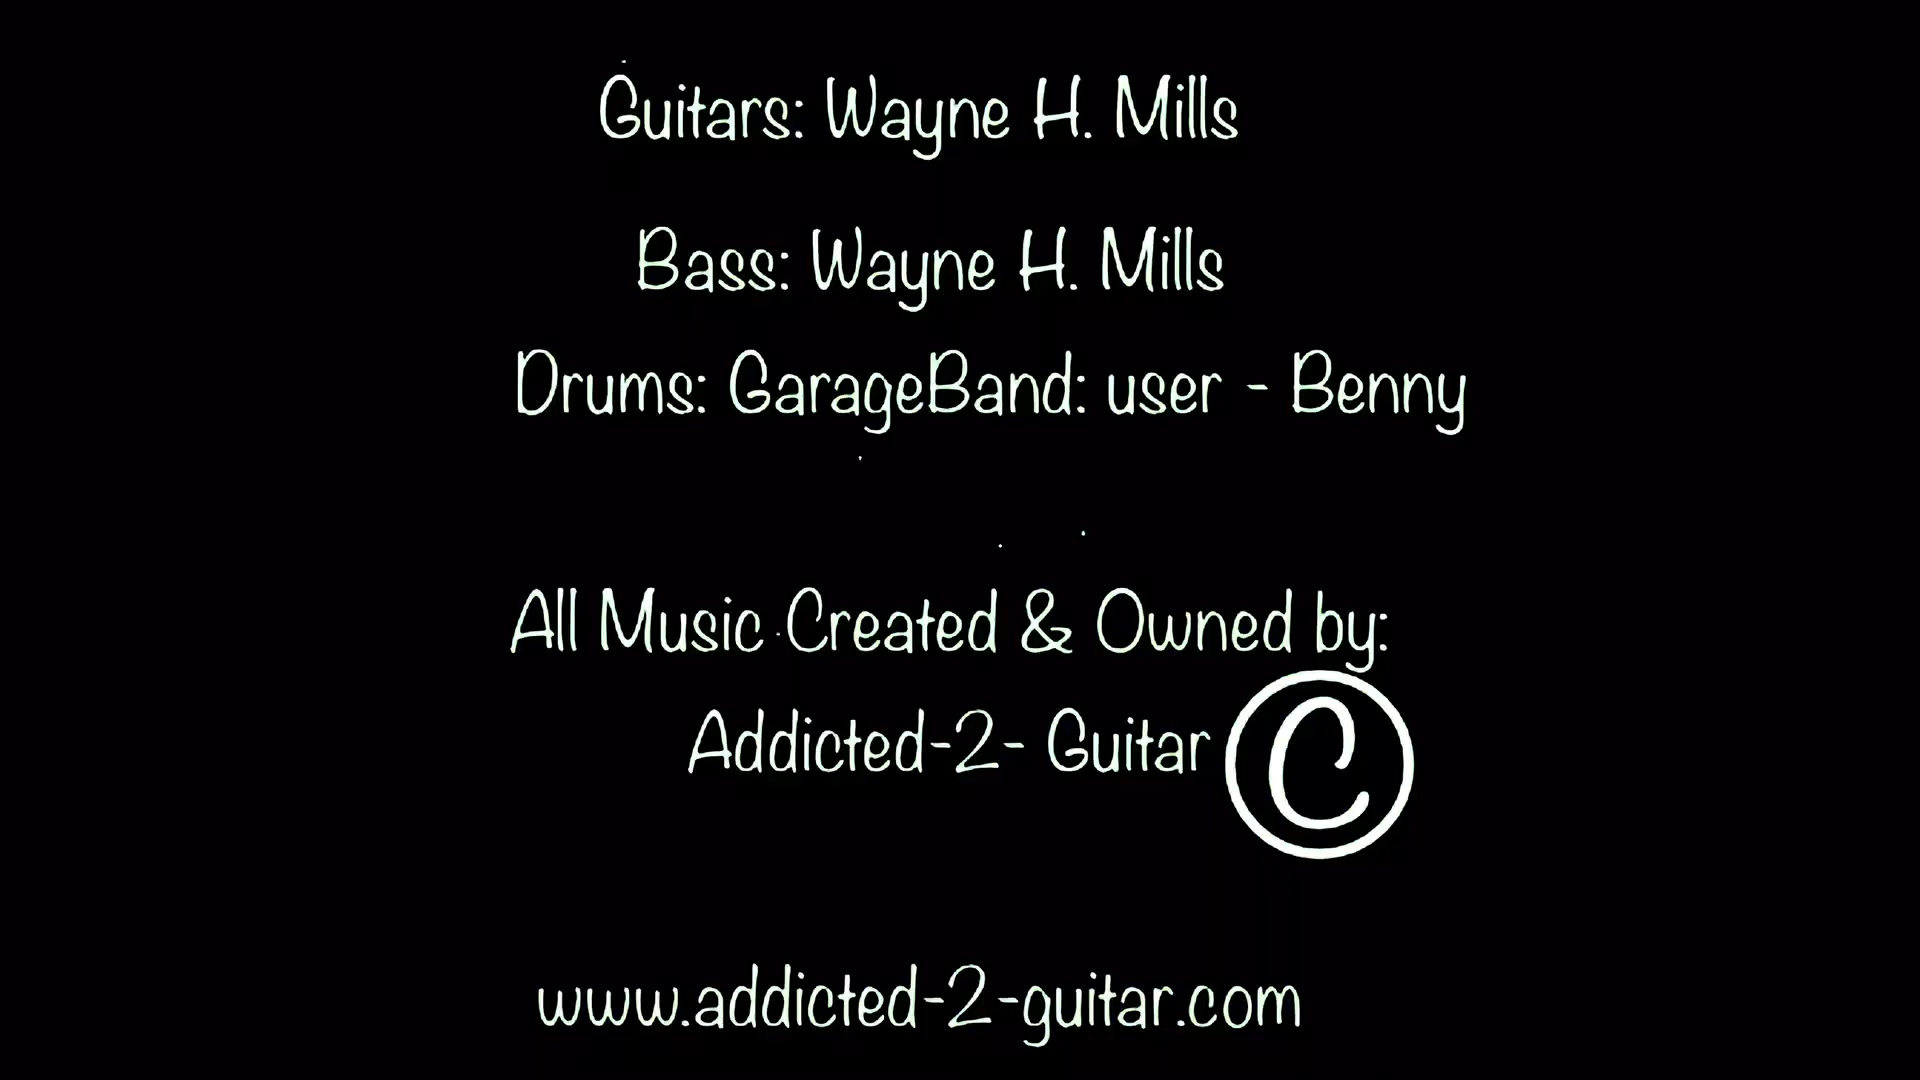 Guitars: Wayne H. Mills
Bass: Wayne H. Mills
Drums: GarageBand: user - Benny
All Music Created & Owned by:
Addicted-2- Guitar ©
www.addicted-2-guitar.com